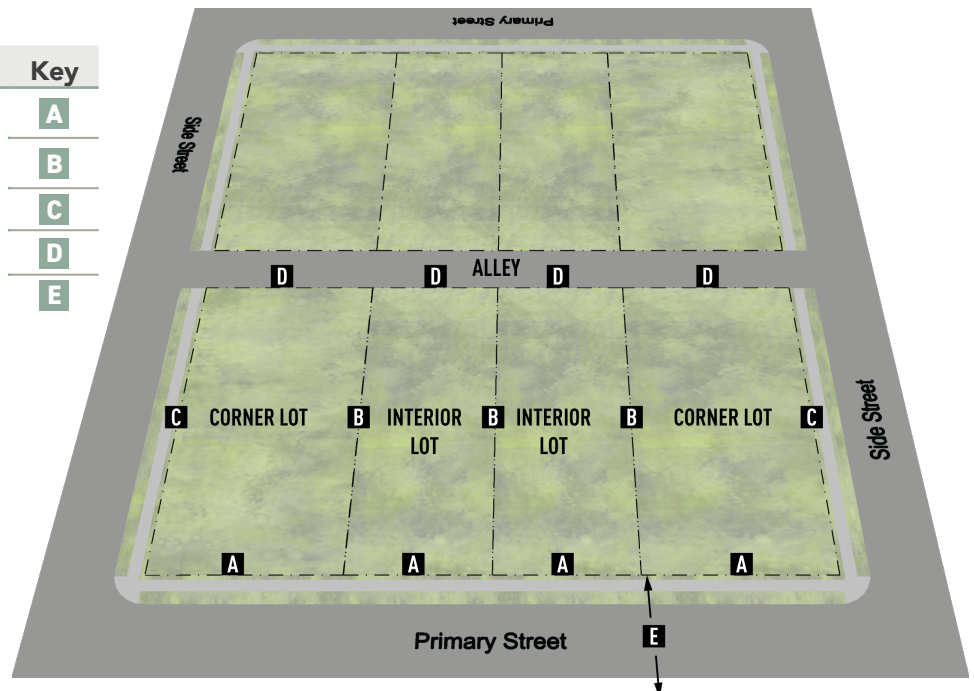 Primary Street
Key
A
B
C
D
E
Side Street
ALLEY
D
D
D
D
C
CORNER LOT
B
INTERIOR
LOT
B
INTERIOR
LOT
B
CORNER LOT
C
Side Street
A
A
A
A
Primary Street
E